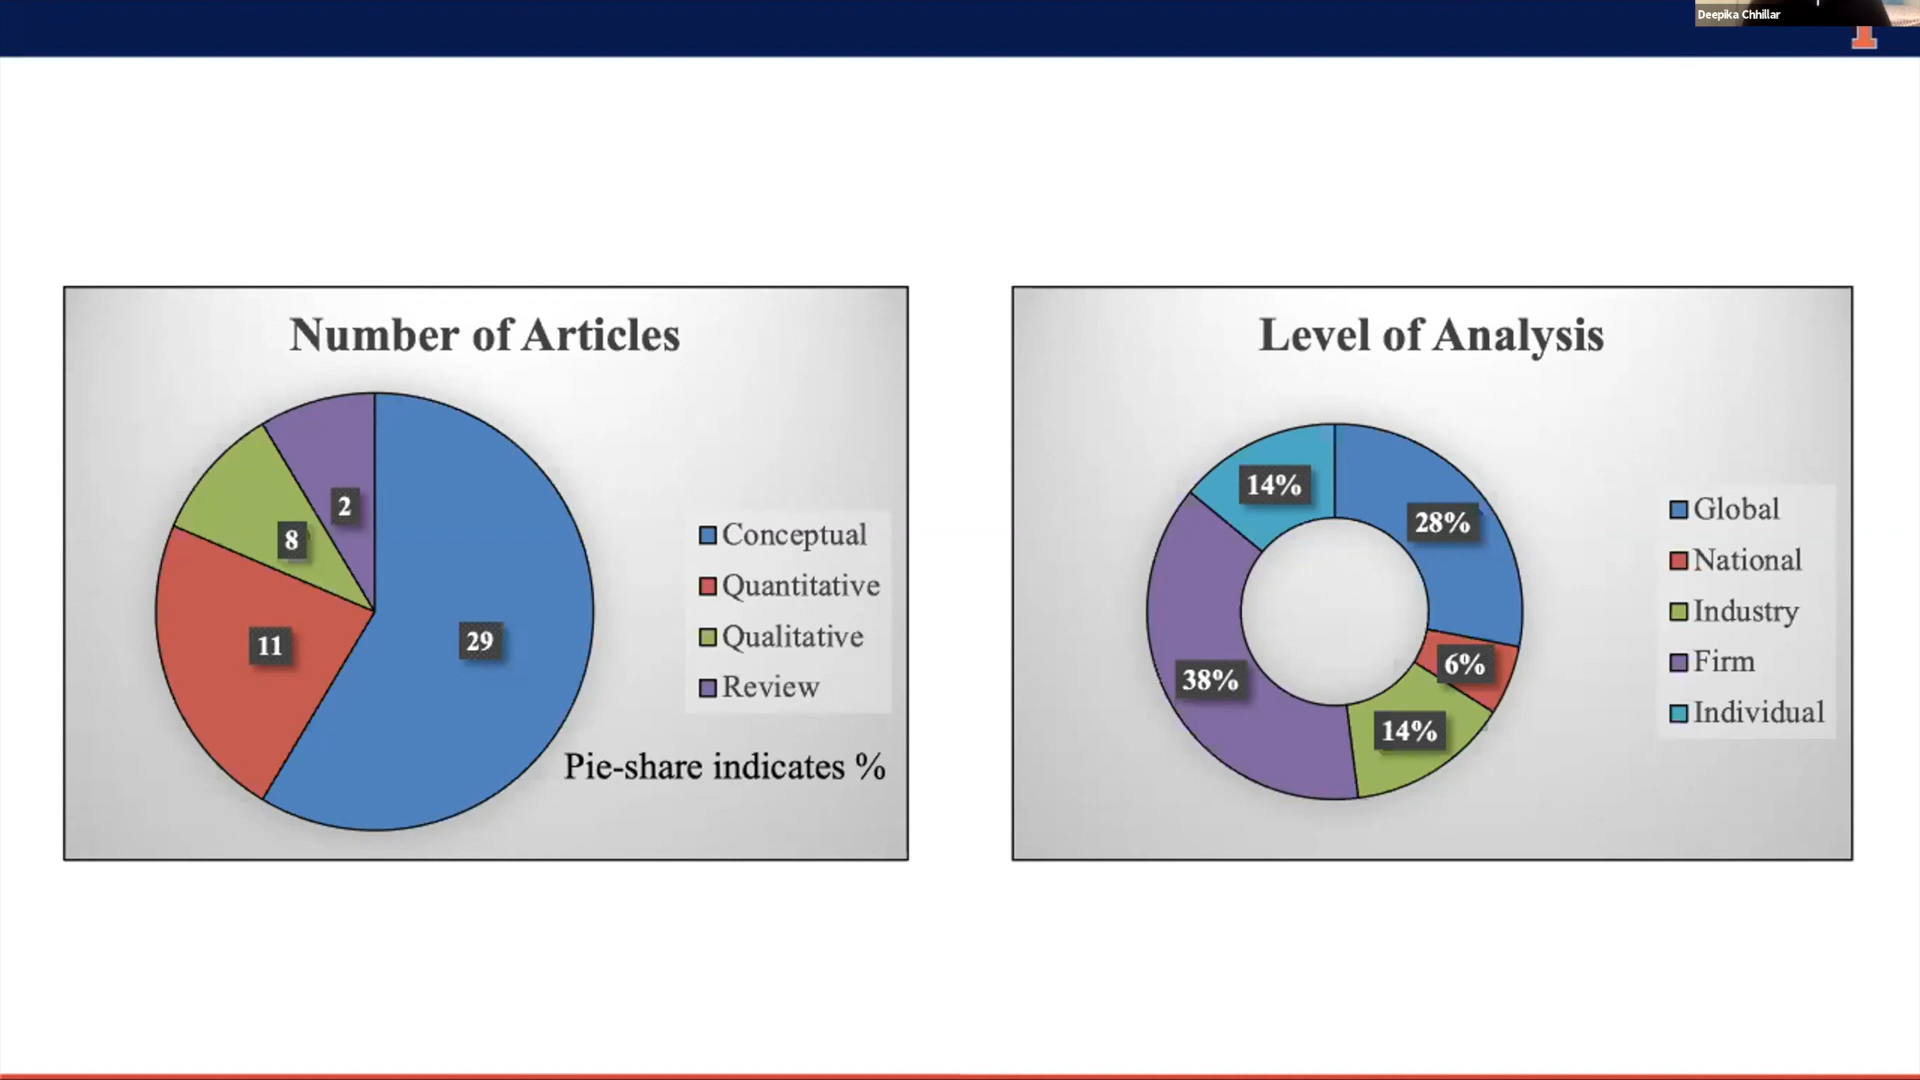 Deepika Chhillar
Number of Articles
2
8
11
29
Conceptual
Quantitative
Qualitative
Review
Pie-share indicates %
Level of Analysis
14%
28%
6%
38%
14%
Global
National
Industry
Firm
Individual